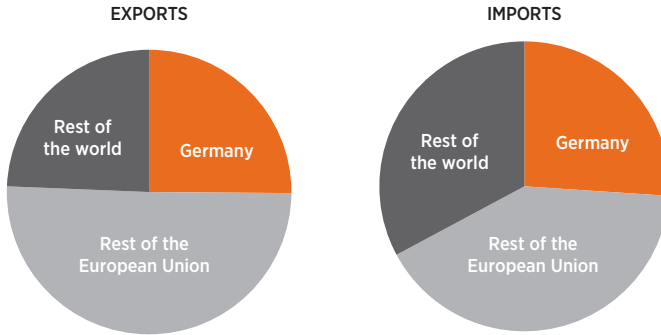 EXPORTS
IMPORTS
Rest of
the world
Germany
Rest of the
European Union
Rest of
the world
Germany
Rest of the
European Union